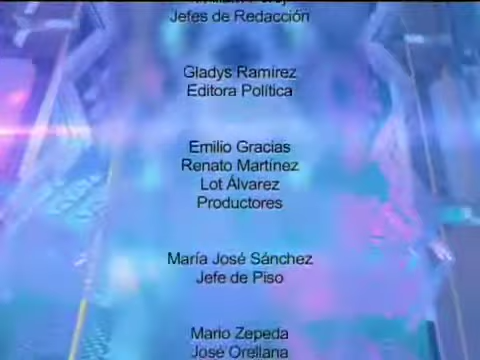 Jefes de Redacción
Gladys Ramírez
Editora Política
Emilio Gracias
Renato Martínez
Lot Álvarez
Productores
María José Sánchez
Jefe de Piso
Mario Zepeda
José Orellana